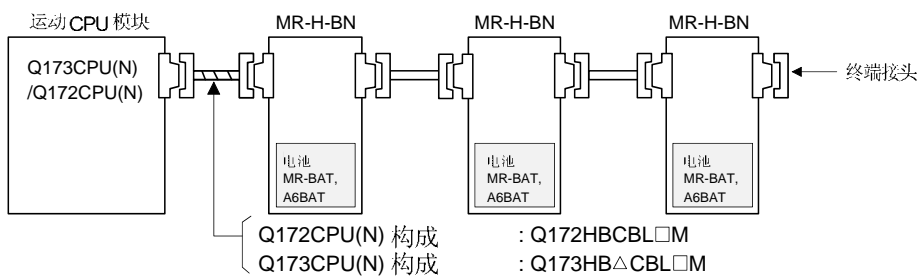 运动CPU模块
MR-H-BN
MR-H-BN
MR-H-BN
Q173CPU(N)
/Q172CPU(N)
终端接头
电池
MR-BAT,
A6BAT
电池
MR-BAT,
A6BAT
电池
MR-BAT,
A6BAT
Q172CPU(N) 构成 : Q172HBCBL□M
Q173CPU(N) 构成 : Q173HB△CBL□M